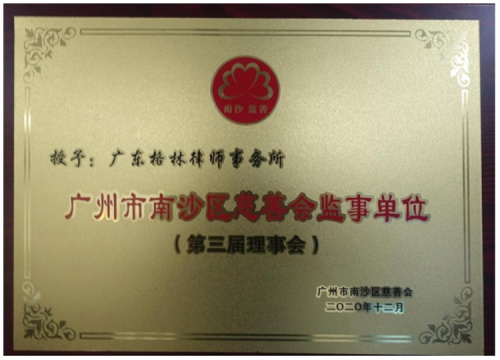 南沙 慈善
授予：广东格林律师事务所
广州市南沙区慈善会监事单位
（第三届理事会）
广州市南沙区慈善会
二〇二〇年十二月